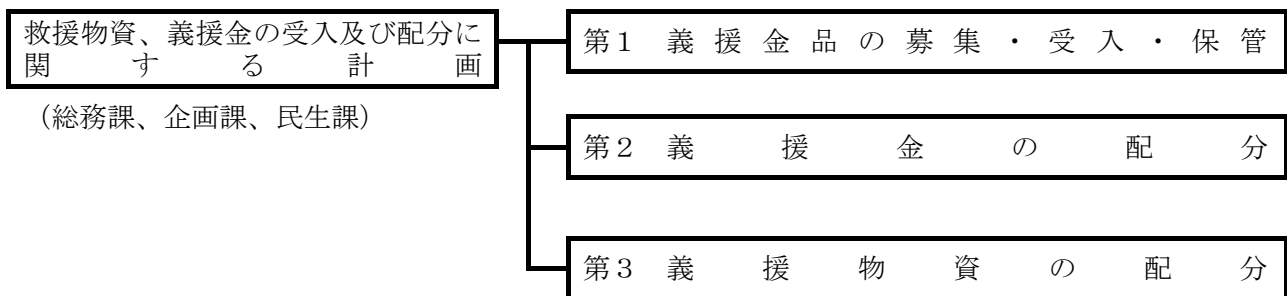 救援物資、義援金の受入及び配分に
関する計画
(総務課、企画課、民生課)
第1 義援金品の募集・受入・保管
第2 義援金の配分
第3 義援物資の配分